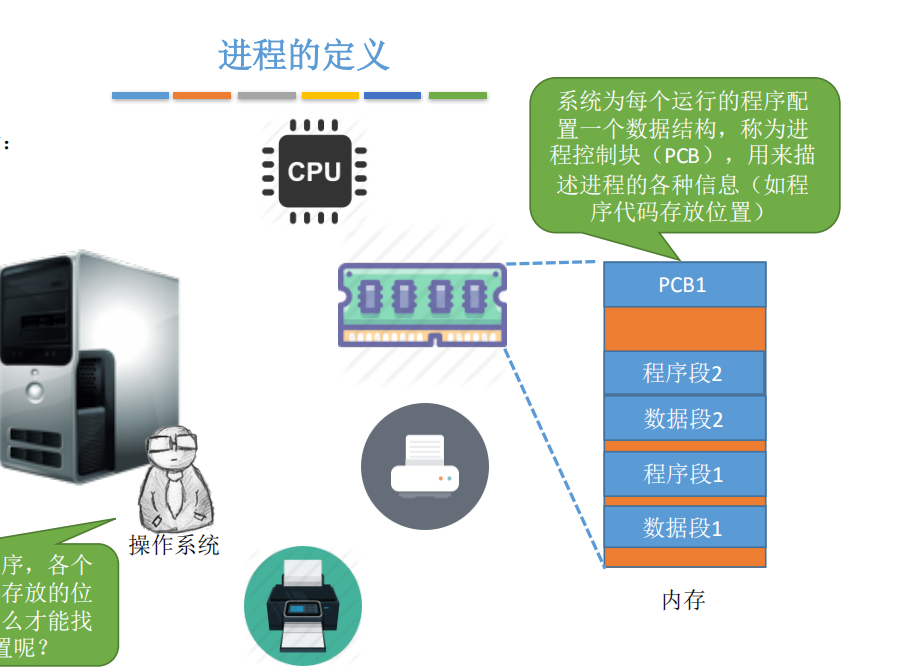 进程的定义
:
系统为每个运行的程序配
置一个数据结构，称为进
程控制块（PCB），用来描
述进程的各种信息（如程
序代码存放位置）
CPU
PCB1
程序段2
数据段2
程序段1
数据段1
内存
操作系统
序，各个
存放的位
么才能找
置呢？